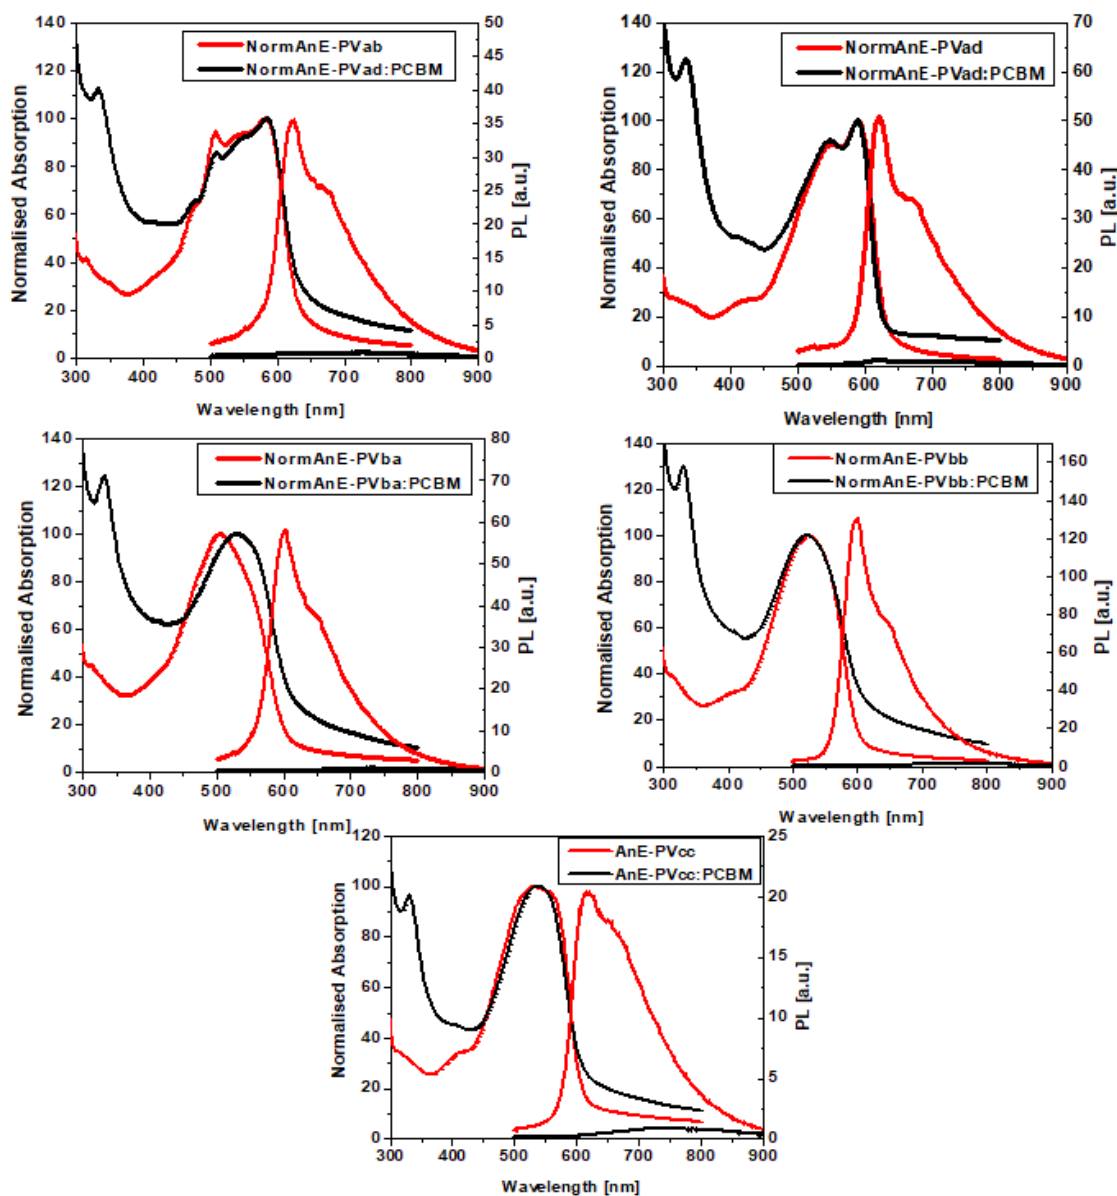 NormAnE-PVab
NormAnE-PVad:PCBM
Normalised Absorption
140
120
100
80
60
40
20
0
50
45
40
35
30
25
20
15
10
5
0
PL [a.u.]
300 400 500 600 700 800 900
Wavelength [nm]
NormAnE-PVad
NormAnE-PVad:PCBM
Normalised Absorption
140
120
100
80
60
40
20
0
70
60
50
40
30
20
10
0
PL [a.u.]
300 400 500 600 700 800 900
Wavelength [nm]
NormAnE-PVba
NormAnE-PVba:PCBM
Normalised Absorption
140
120
100
80
60
40
20
0
80
70
60
50
40
30
20
10
0
PL [a.u.]
300 400 500 600 700 800 900
Wavelength [nm]
NormAnE-PVbb
NormAnE-PVbb:PCBM
Normalised Absorption
140
120
100
80
60
40
20
0
160
140
120
100
80
60
40
20
0
PL [a.u.]
300 400 500 600 700 800 900
Wavelength [nm]
AnE-PVcc
AnE-PVcc:PCBM
Normalised Absorption
120
100
80
60
40
20
0
25
20
15
10
5
0
PL [a.u.]
300 400 500 600 700 800 900
Wavelength [nm]